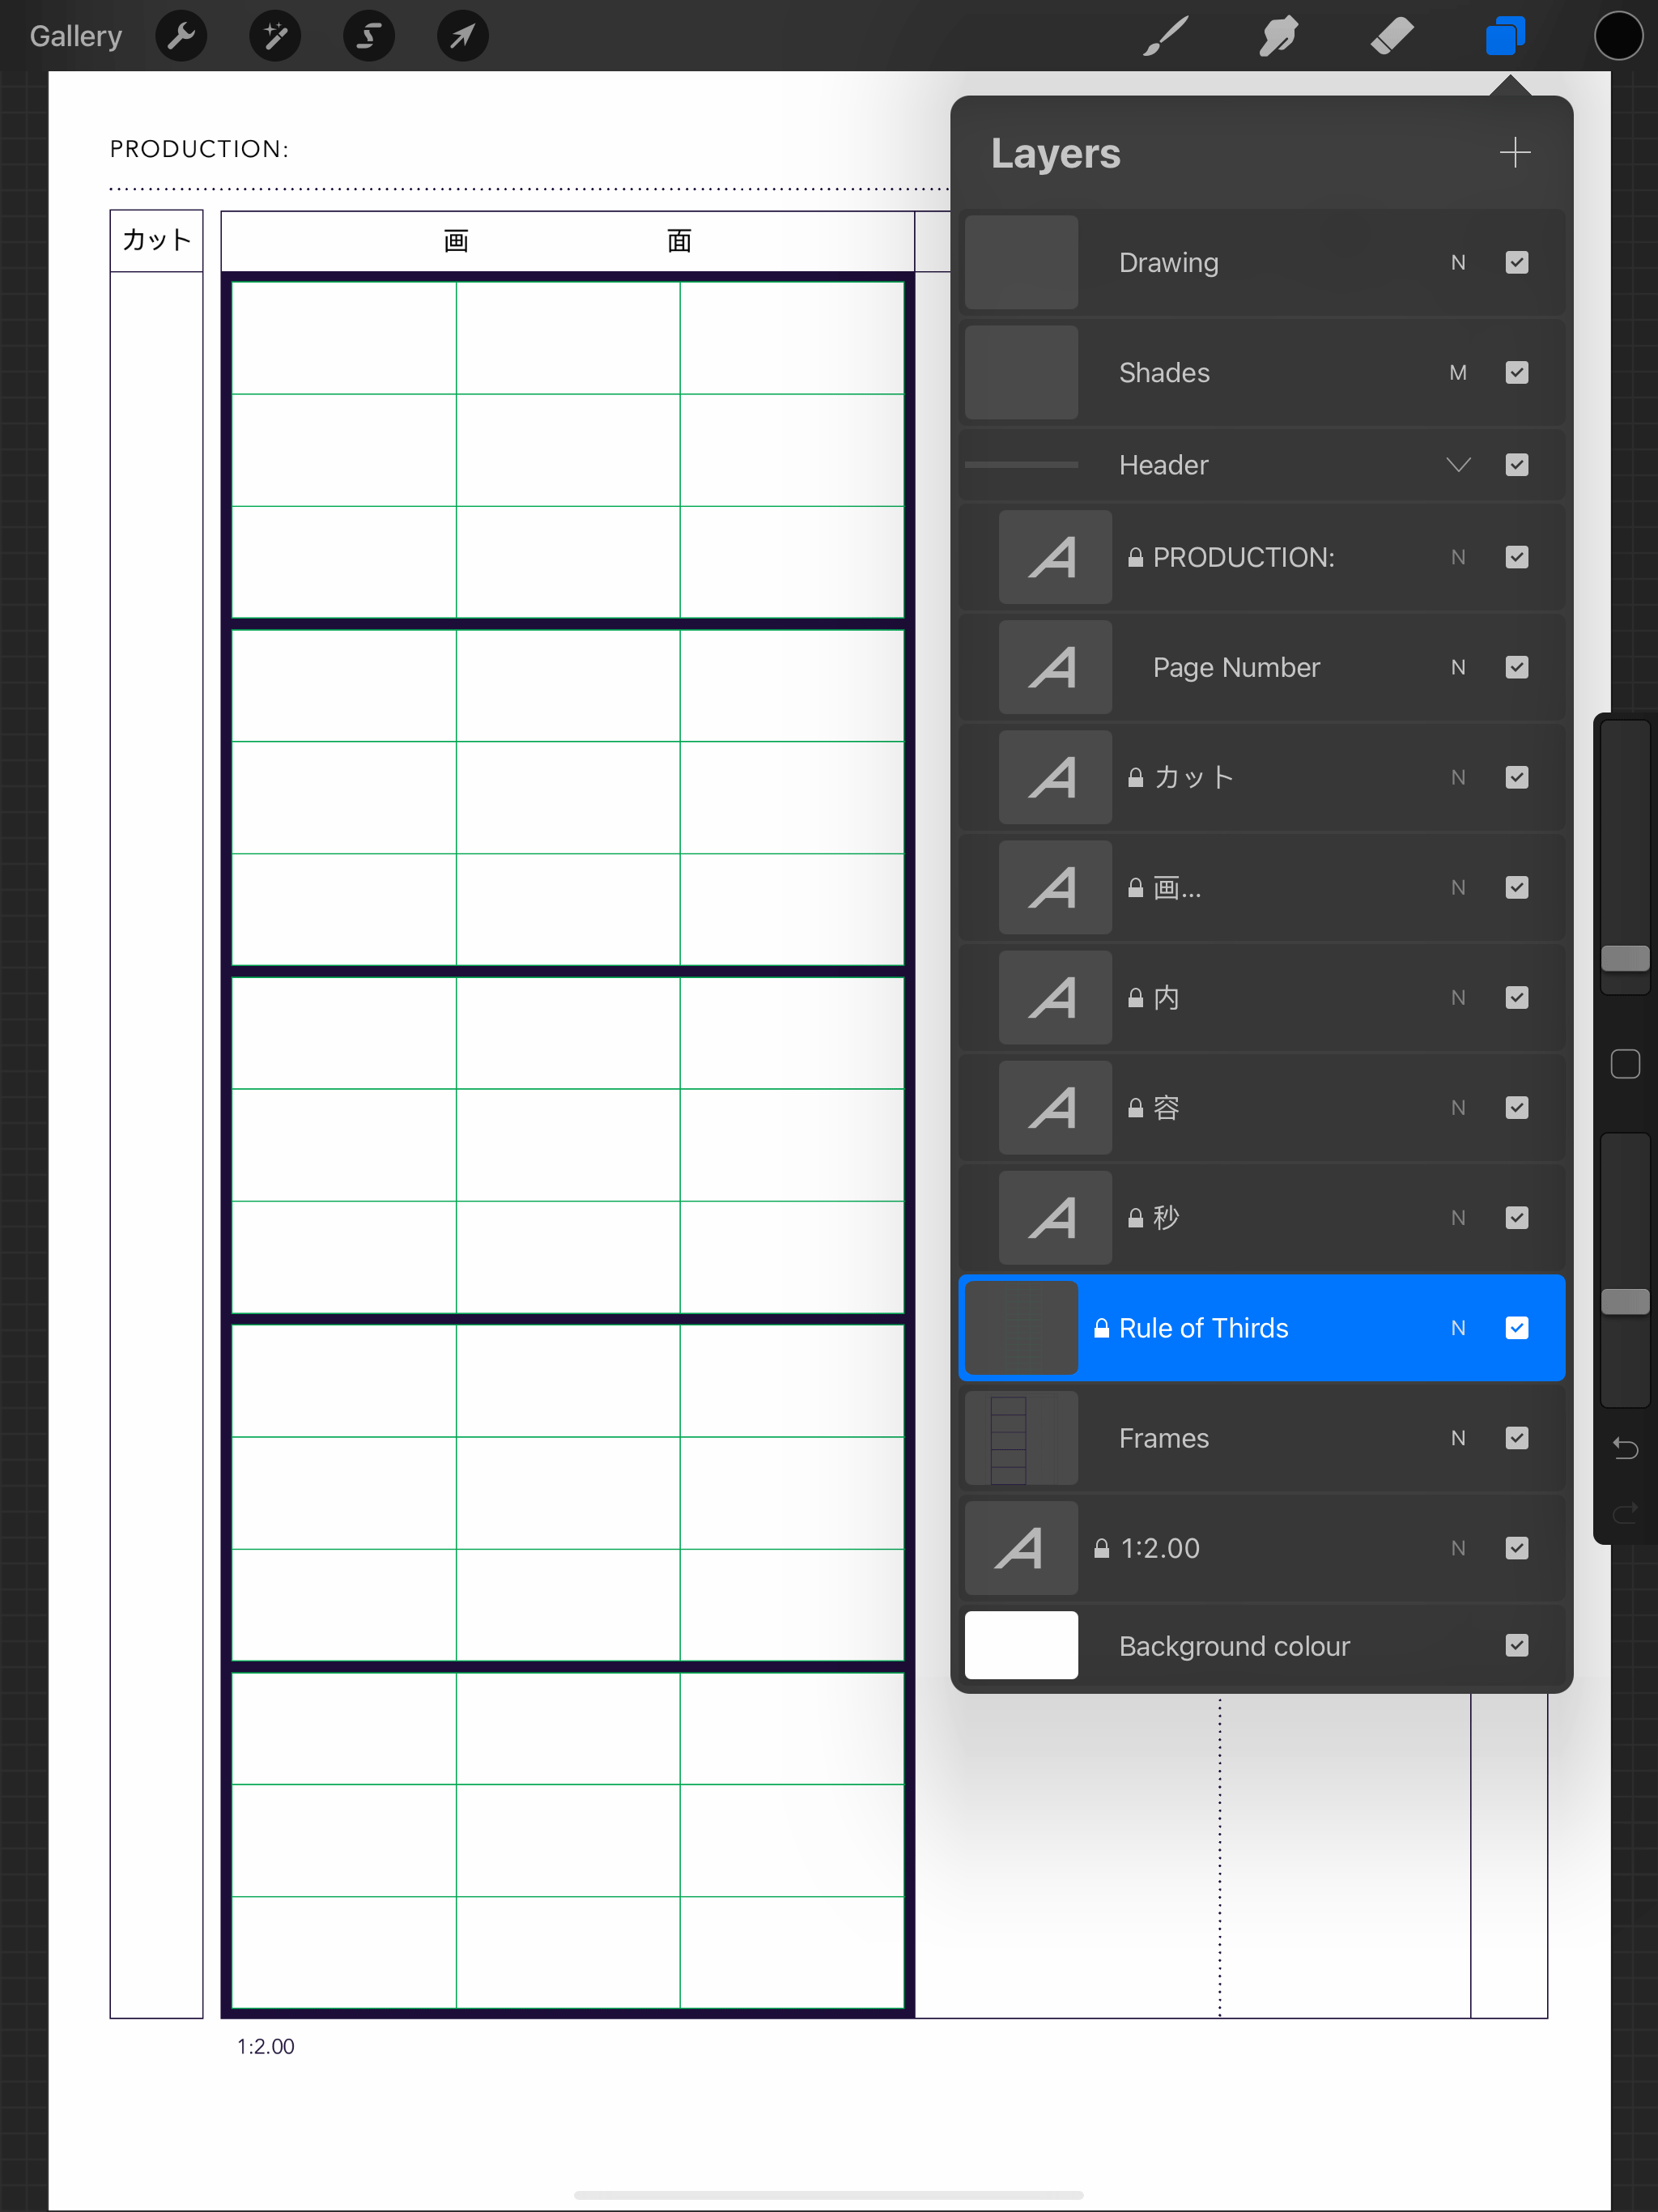 Gallery
PRODUCTION:
カット
画 面
1:2.00
Layers
Drawing N
Shades M
Header
PRODUCTION: N
Page Number N
カット N
画... N
内 N
容 N
秒 N
Rule of Thirds N
Frames N
1:2.00 N
Background colour